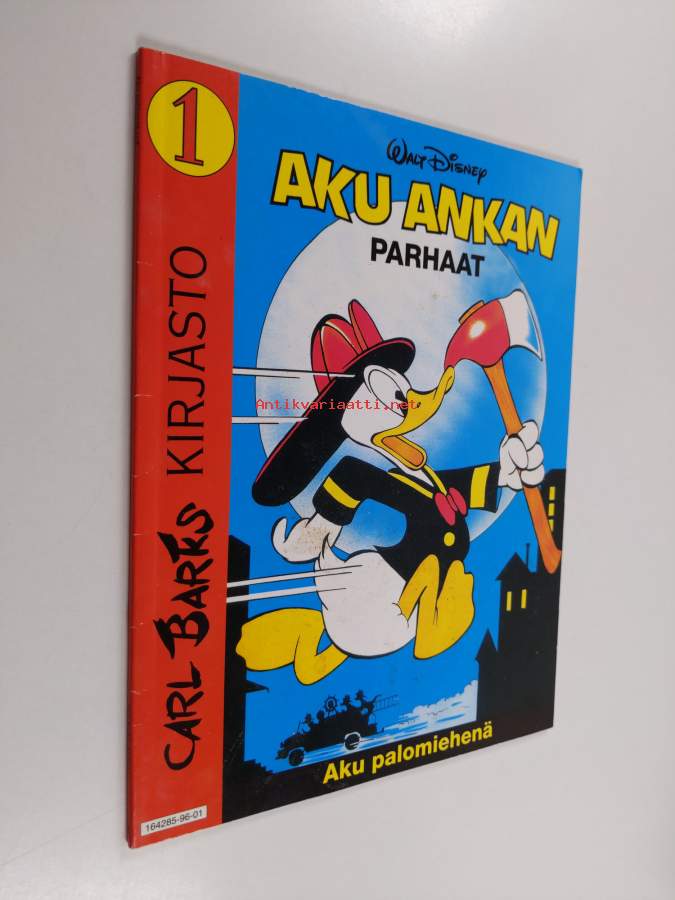 1
CARL BARKS KIRJASTO
164285-96-01
WALT DISNEY
AKU ANKAN
PARHAAT
Antikvariaatti.net
Aku palomiehenä